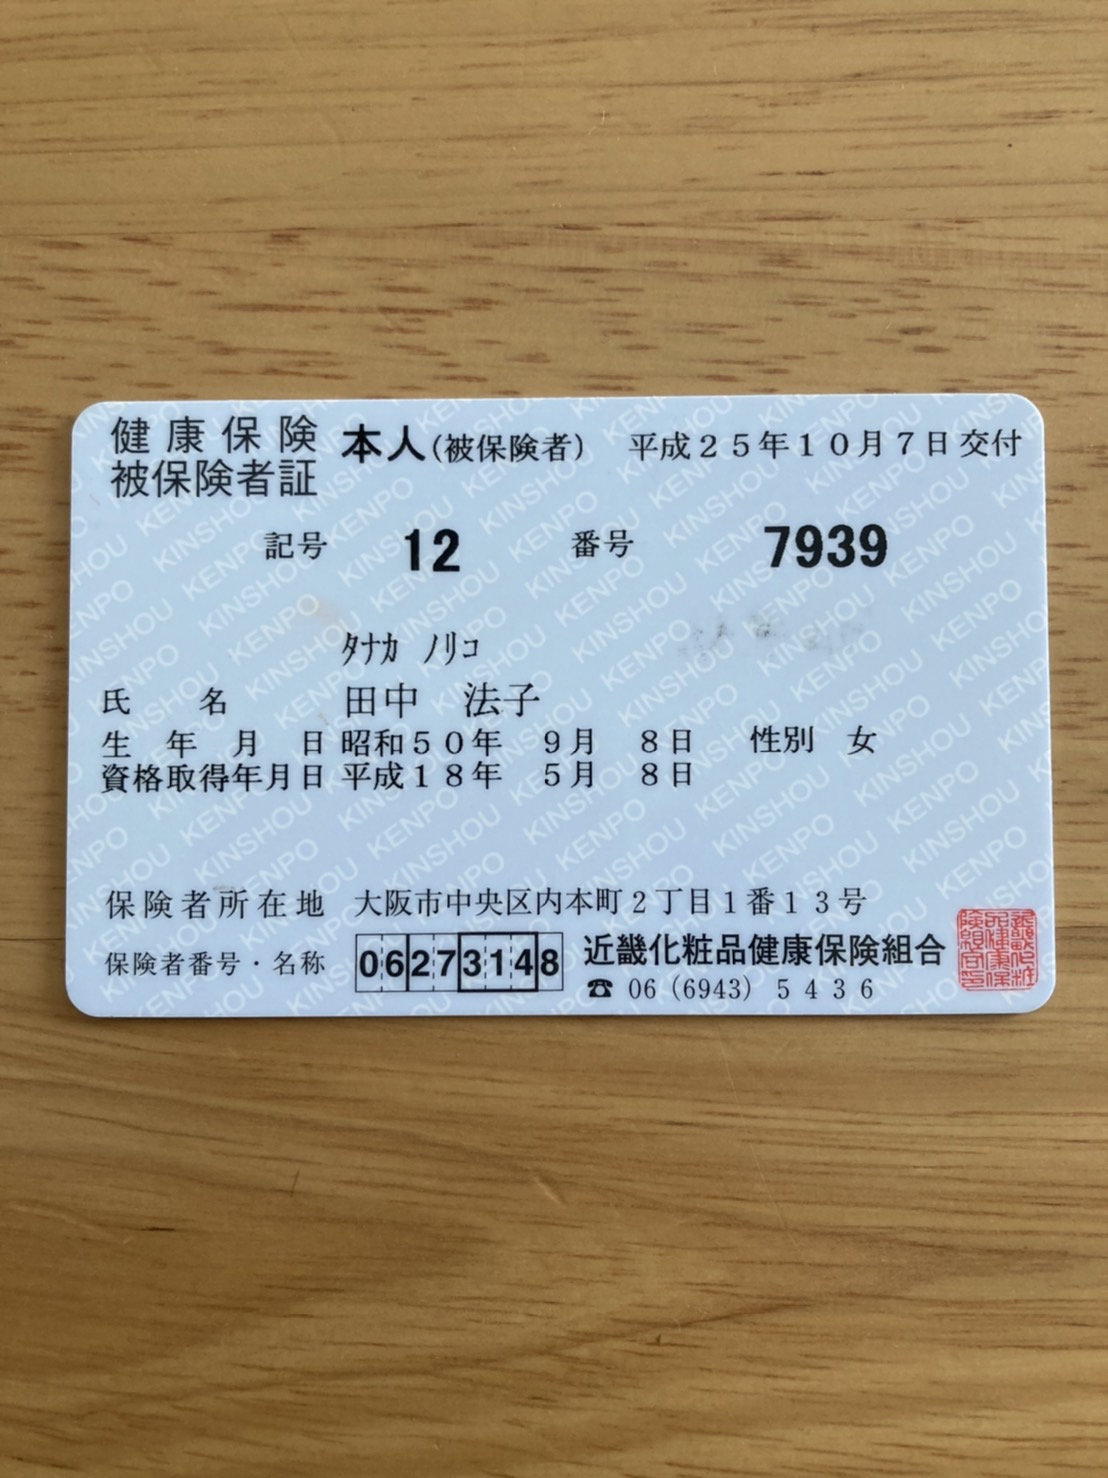 健康保険 本人(被保険者) 平成25年10月7日交付
被保険者証
記号 12 番号 7939
ﾀﾅｶ ﾉﾘｺ
氏名 田中 法子
生年月日 昭和50年 9月 8日 性別 女
資格取得年月日 平成18年 5月 8日
保険者所在地 大阪市中央区内本町2丁目1番13号
保険者番号・名称 06273148 近畿化粧品健康保険組合
☎ 06 (6943) 5436
KINSHOU KENPO